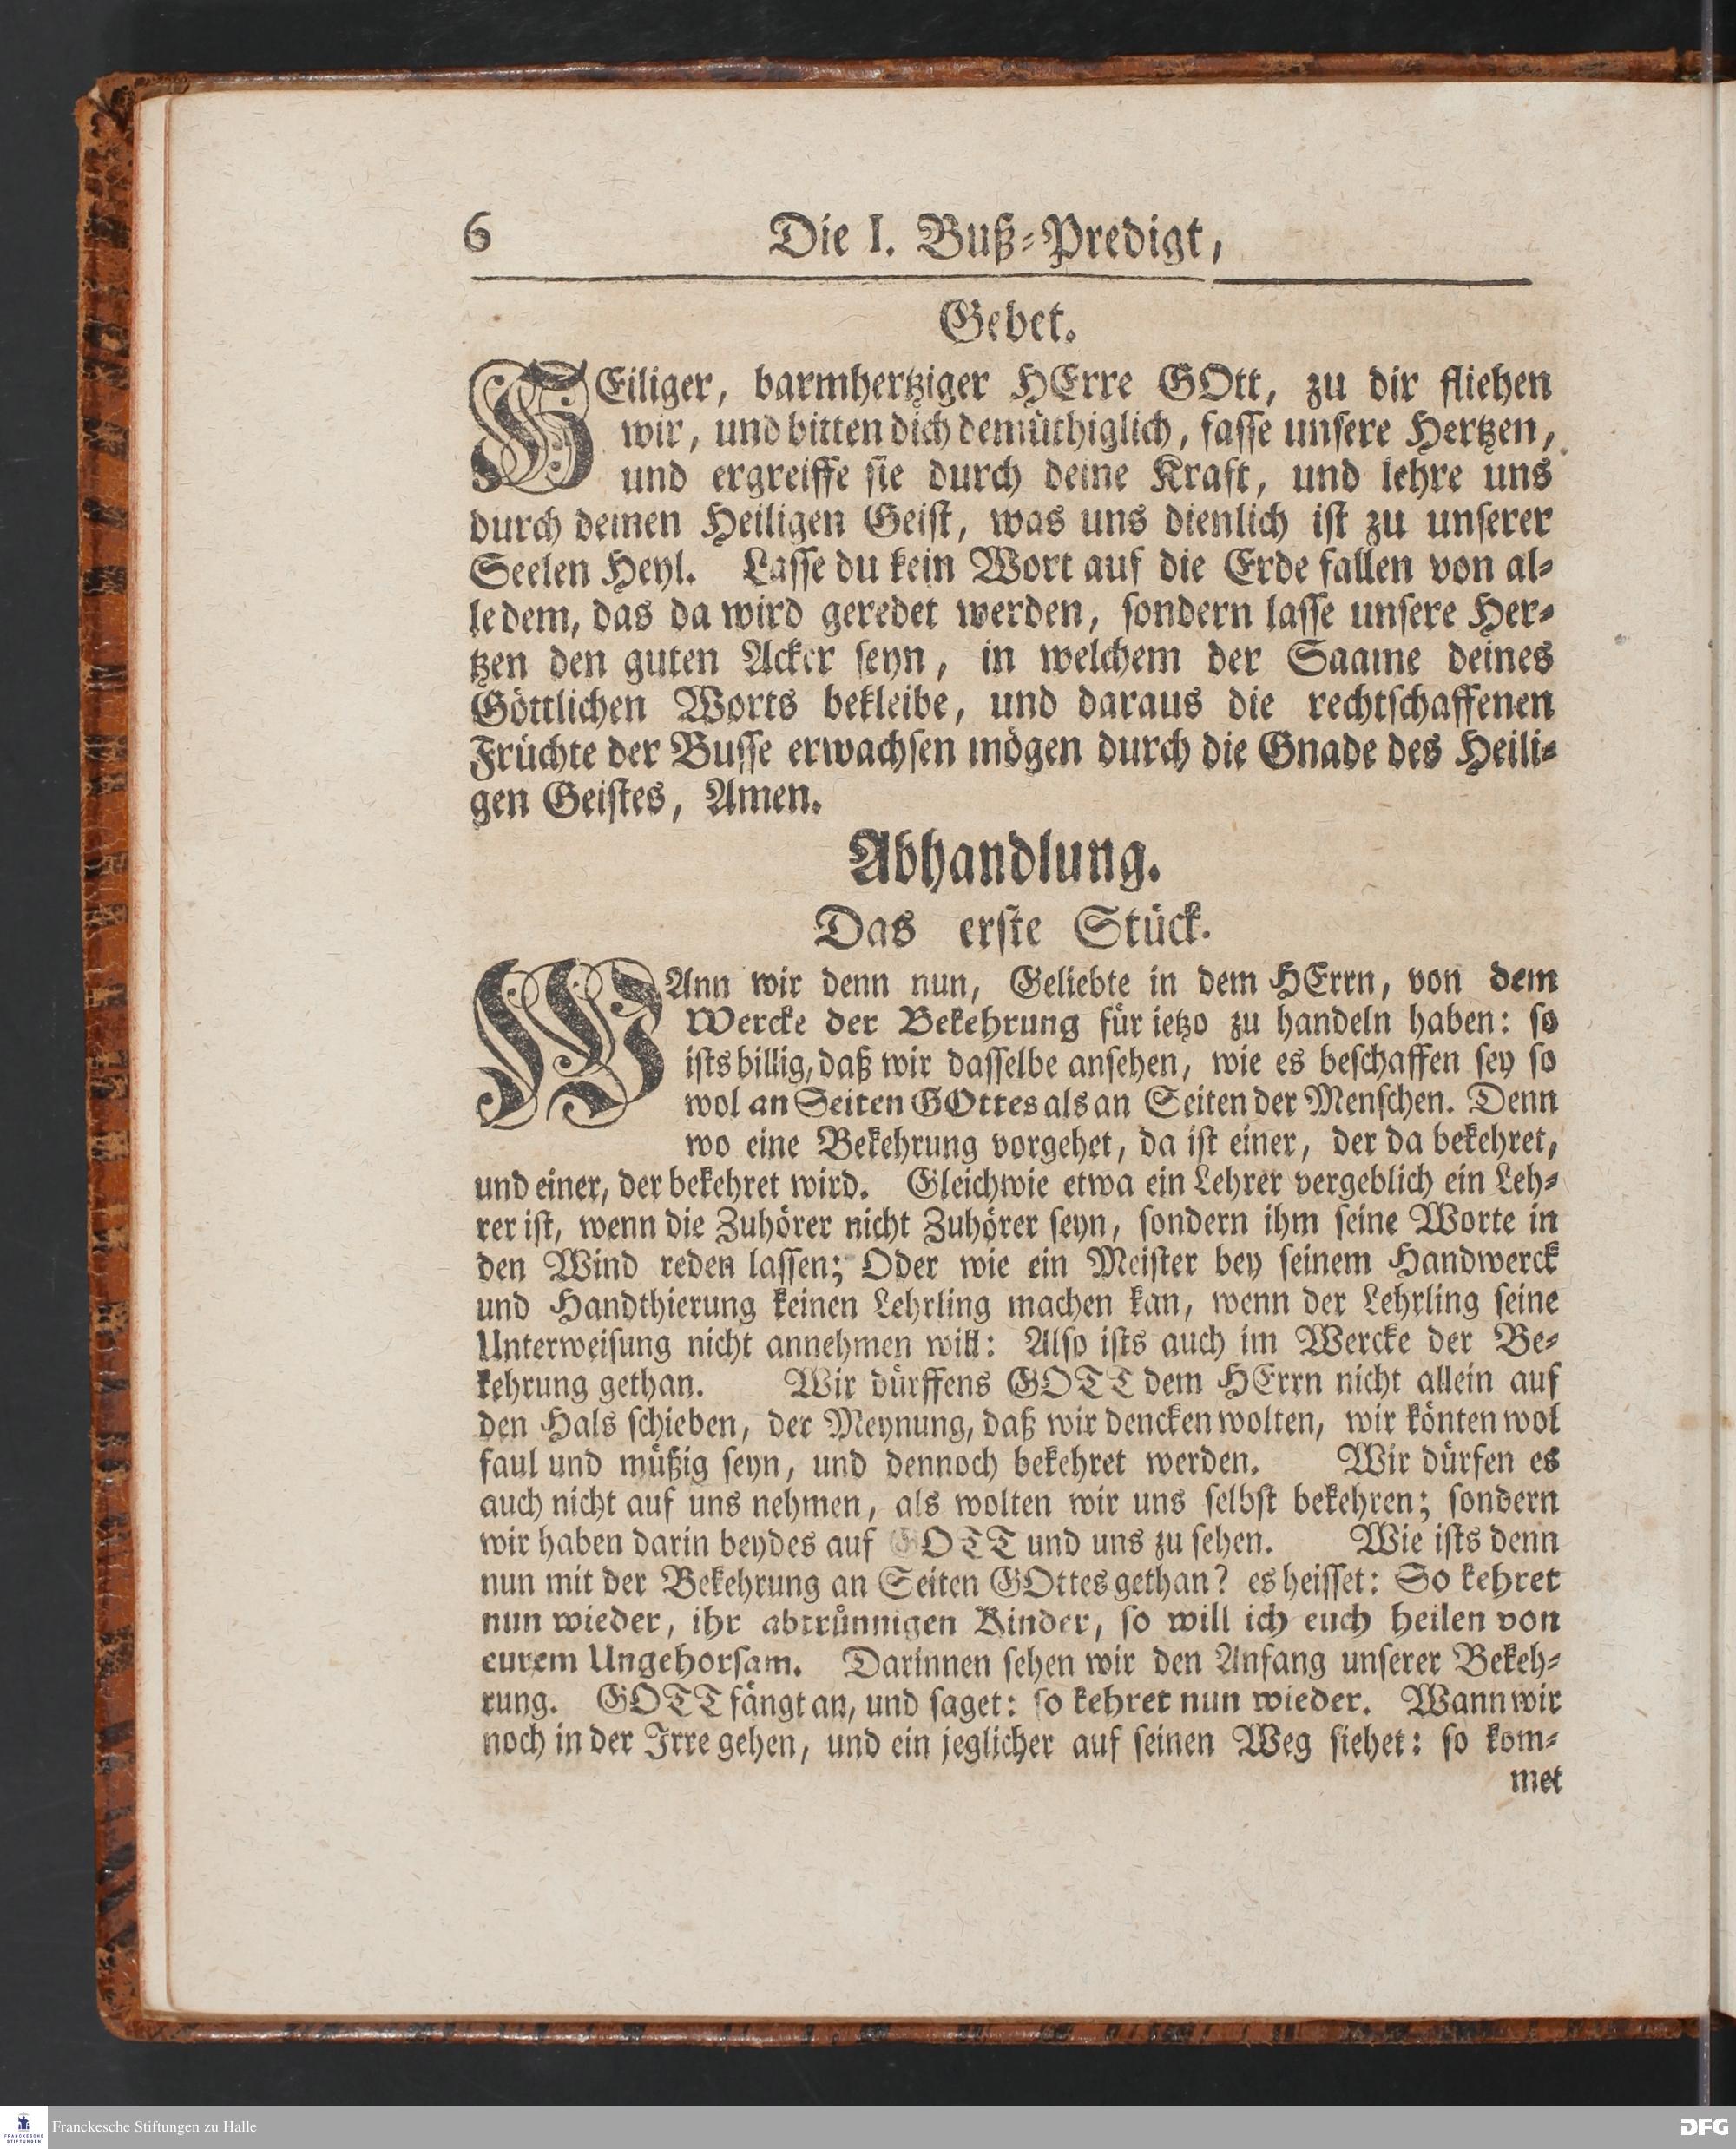 6 Die I. Buß-Predigt,
Gebet.
HEiliger, barmhertziger HErre GOtt, zu dir fliehen
wir, und bitten dich demüthiglich, fasse unsere Hertzen,
und ergreiffe sie durch deine Kraft, und lehre uns
durch deinen Heiligen Geist, was uns dienlich ist zu unserer
Seelen Heyl. Lasse du kein Wort auf die Erde fallen von al-
le dem, das da wird geredet werden, sondern lasse unsere Her-
tzen den guten Acker seyn, in welchem der Saame deines
Göttlichen Worts bekleibe, und daraus die rechtschaffenen
Früchte der Busse erwachsen mögen durch die Gnade des Heili-
gen Geistes, Amen.
Abhandlung.
Das erste Stück.
WAnn wir denn nun, Geliebte in dem HErrn, von dem
Wercke der Bekehrung für ietzo zu handeln haben: so
ists billig, daß wir dasselbe ansehen, wie es beschaffen sey so
wol an Seiten GOttes als an Seiten der Menschen. Denn
wo eine Bekehrung vorgehet, da ist einer, der da bekehret,
und einer, der bekehret wird. Gleichwie etwa ein Lehrer vergeblich ein Leh-
rer ist, wenn die Zuhörer nicht Zuhörer seyn, sondern ihm seine Worte in
den Wind reden lassen; Oder wie ein Meister bey seinem Handwerck
und Handthierung keinen Lehrling machen kan, wenn der Lehrling seine
Unterweisung nicht annehmen will: Also ists auch im Wercke der Be-
kehrung gethan. Wir dürffens GOTT dem HErrn nicht allein auf
den Hals schieben, der Meynung, daß wir dencken wolten, wir könten wol
faul und müßig seyn, und dennoch bekehret werden. Wir dürfen es
auch nicht auf uns nehmen, als wolten wir uns selbst bekehren; sondern
wir haben darin beydes auf GOTT und uns zu sehen. Wie ists denn
nun mit der Bekehrung an Seiten GOttes gethan? es heisset: So kehret
nun wieder, ihr abtrünnigen Kinder, so will ich euch heilen von
eurem Ungehorsam. Darinnen sehen wir den Anfang unserer Bekeh-
rung. GOTT fängt an, und saget: so kehret nun wieder. Wann wir
noch in der Irre gehen, und ein jeglicher auf seinen Weg siehet: so kom-
met
FRANCKESCHE
STIFTUNGEN
Franckesche Stiftungen zu Halle
DFG